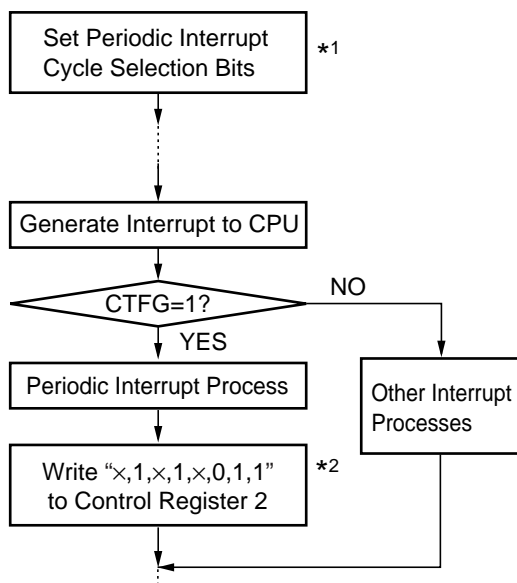 Set Periodic Interrupt
Cycle Selection Bits
*1
Generate Interrupt to CPU
CTFG=1?
NO
YES
Periodic Interrupt Process
Other Interrupt
Processes
Write “×,1,×,1,×,0,1,1”
to Control Register 2
*2